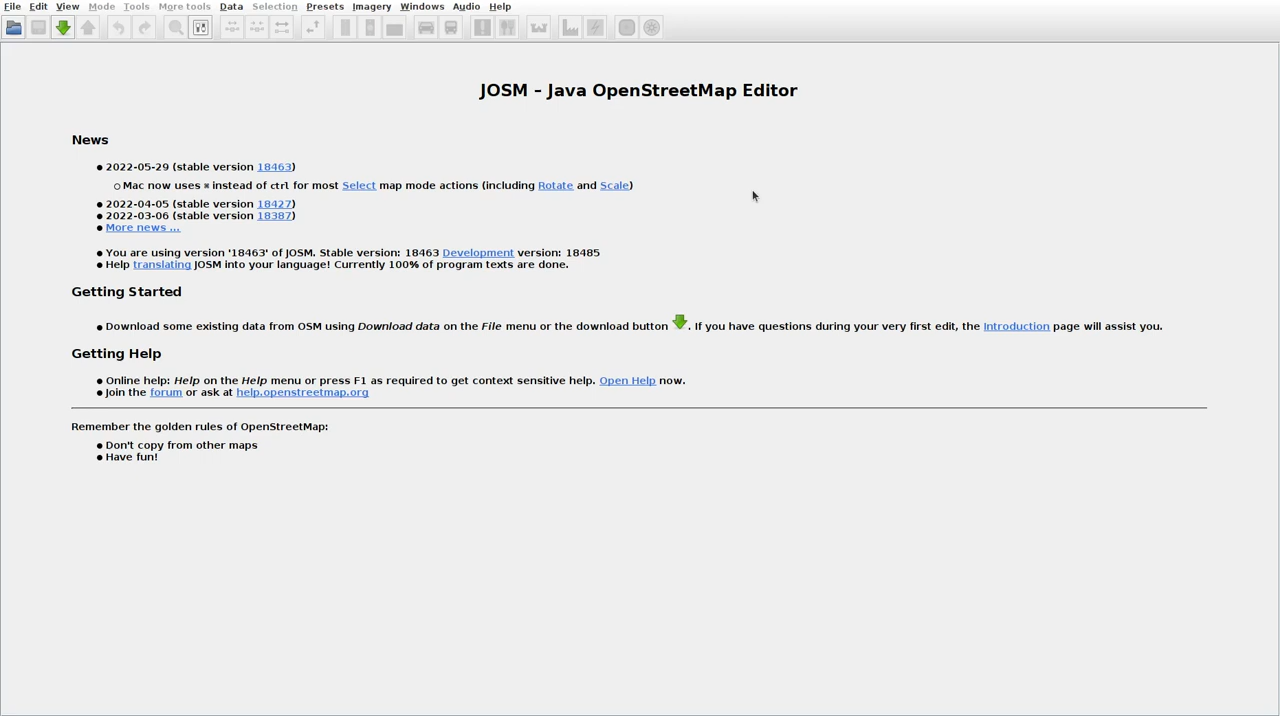 File Edit View Mode Tools More tools Data Selection Presets Imagery Windows Audio Help
JOSM – Java OpenStreetMap Editor
News
2022-05-29 (stable version 18463)
Mac now uses ⌘ instead of ctrl for most Select map mode actions (including Rotate and Scale)
2022-04-05 (stable version 18427)
2022-03-06 (stable version 18387)
More news ...
You are using version '18463' of JOSM. Stable version: 18463 Development version: 18485
Help translating JOSM into your language! Currently 100% of program texts are done.
Getting Started
Download some existing data from OSM using Download data on the File menu or the download button . If you have questions during your very first edit, the Introduction page will assist you.
Getting Help
Online help: Help on the Help menu or press F1 as required to get context sensitive help. Open Help now.
Join the forum or ask at help.openstreetmap.org
Remember the golden rules of OpenStreetMap:
Don't copy from other maps
Have fun!